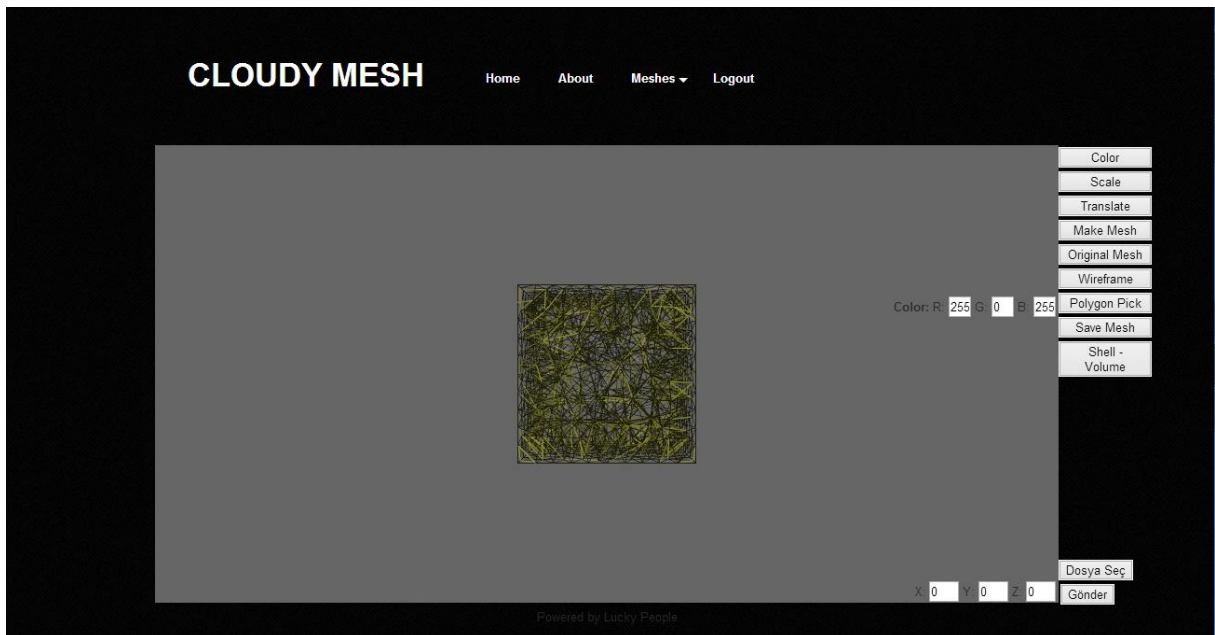 CLOUDY MESH
Home About Meshes Logout
Color
Scale
Translate
Make Mesh
Original Mesh
Wireframe
Color: R: 255 G: 0 B: 255
Polygon Pick
Save Mesh
Shell -
Volume
Dosya Seç
X: 0 Y: 0 Z: 0
Gönder
Powered by Lucky People